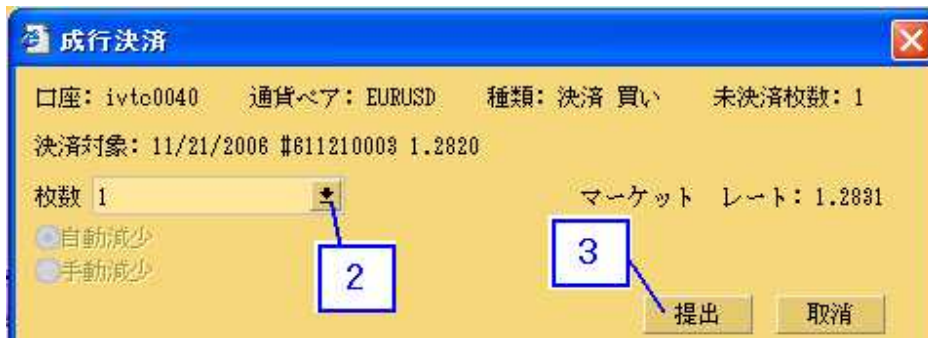 成行決済
口座: ivtc0040 通貨ペア: EURUSD 種類: 決済 買い 未決済枚数: 1
決済対象: 11/21/2006 #611210003 1.2820
枚数 1 マーケット レート: 1.2831
自動減少
手動減少
2
3
提出 取消